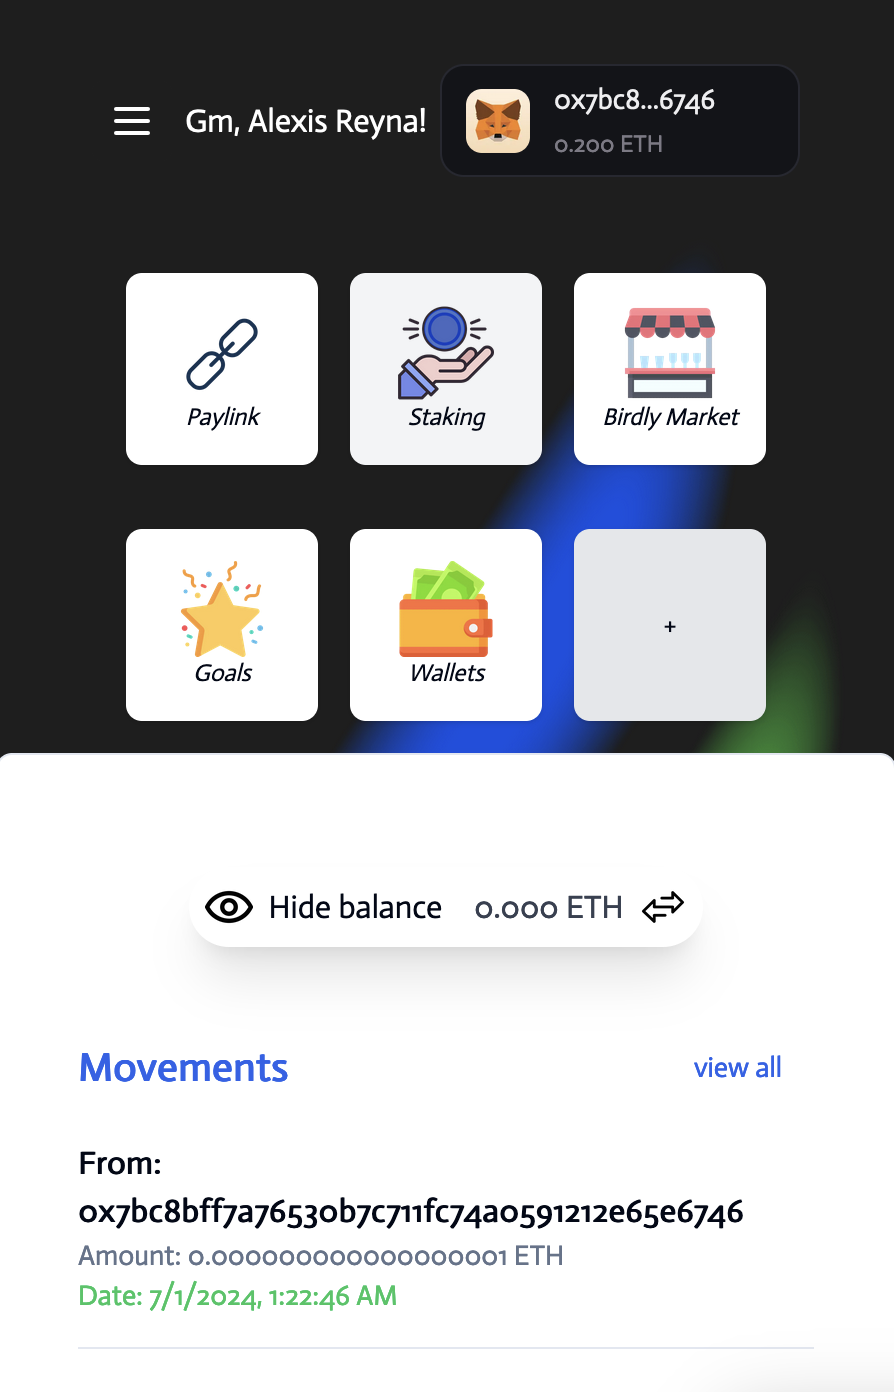 Gm, Alexis Reyna!
0x7bc8...6746
0.200 ETH
Paylink
Staking
Birdly Market
Goals
Wallets
+
Hide balance
0.000 ETH
Movements
view all
From:
0x7bc8bff7a76530b7c711fc74a0591212e65e6746
Amount: 0.000000000000000001 ETH
Date: 7/1/2024, 1:22:46 AM